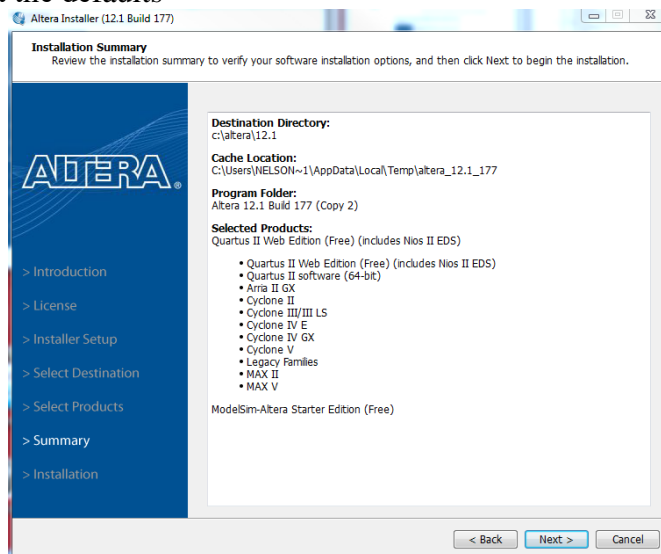 the defaults
Altera Installer (12.1 Build 177)
Installation Summary
Review the installation summary to verify your software installation options, and then click Next to begin the installation.
ALTERA®
> Introduction
> License
> Installer Setup
> Select Destination
> Select Products
> Summary
> Installation
Destination Directory:
c:\altera\12.1
Cache Location:
C:\Users\NELSON~1\AppData\Local\Temp\altera_12.1_177
Program Folder:
Altera 12.1 Build 177 (Copy 2)
Selected Products:
Quartus II Web Edition (Free) (includes Nios II EDS)
• Quartus II Web Edition (Free) (includes Nios II EDS)
• Quartus II software (64-bit)
• Arria II GX
• Cyclone II
• Cyclone III/III LS
• Cyclone IV E
• Cyclone IV GX
• Cyclone V
• Legacy Families
• MAX II
• MAX V
ModelSim-Altera Starter Edition (Free)
< Back
Next >
Cancel